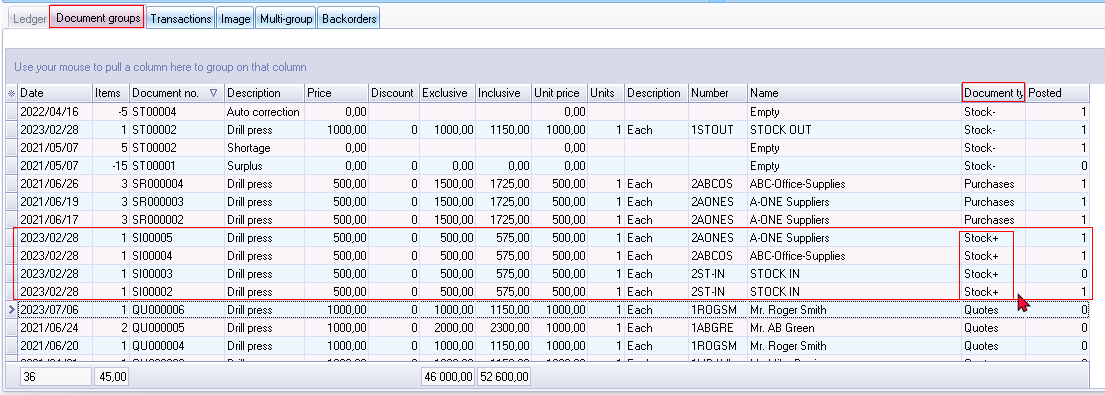 Ledger Document groups Transactions Image Multi-group Backorders
Use your mouse to pull a column here to group on that column
Date Items Document no. Description Price Discount Exclusive Inclusive Unit price Units Description Number Name Document ty Posted
2022/04/16 -5 ST00004 Auto correction 0,00 0,00 Empty Stock- 1
2023/02/28 1 ST00002 Drill press 1000,00 0 1000,00 1150,00 1000,00 1 Each 1STOUT STOCK OUT Stock- 1
2021/05/07 5 ST00002 Shortage 0,00 0,00 Empty Stock- 1
2021/05/07 -15 ST00001 Surplus 0,00 0 0,00 0,00 0,00 Empty Stock- 0
2021/06/26 3 SR000004 Drill press 500,00 0 1500,00 1725,00 500,00 1 Each 2ABCOS ABC-Office-Supplies Purchases 1
2021/06/19 3 SR000003 Drill press 500,00 0 1500,00 1725,00 500,00 1 Each 2AONES A-ONE Suppliers Purchases 1
2021/06/17 3 SR000002 Drill press 500,00 0 1500,00 1725,00 500,00 1 Each 2AONES A-ONE Suppliers Purchases 1
2023/02/28 1 SI00005 Drill press 500,00 0 500,00 575,00 500,00 1 Each 2AONES A-ONE Suppliers Stock+ 1
2023/02/28 1 SI00004 Drill press 500,00 0 500,00 575,00 500,00 1 Each 2ABCOS ABC-Office-Supplies Stock+ 1
2023/02/28 1 SI00003 Drill press 500,00 0 500,00 575,00 500,00 1 Each 2ST-IN STOCK IN Stock+ 0
2023/02/28 1 SI00002 Drill press 500,00 0 500,00 575,00 500,00 1 Each 2ST-IN STOCK IN Stock+ 1
2023/07/06 1 QU000006 Drill press 1000,00 0 1000,00 1150,00 1000,00 1 Each 1ROGSM Mr. Roger Smith Quotes 0
2021/06/24 2 QU000005 Drill press 1000,00 0 2000,00 2300,00 1000,00 1 Each 1ABGRE Mr. AB Green Quotes 0
2021/06/20 1 QU000004 Drill press 1000,00 0 1000,00 1150,00 1000,00 1 Each 1ROGSM Mr. Roger Smith Quotes 0
36 45,00 46 000,00 52 600,00